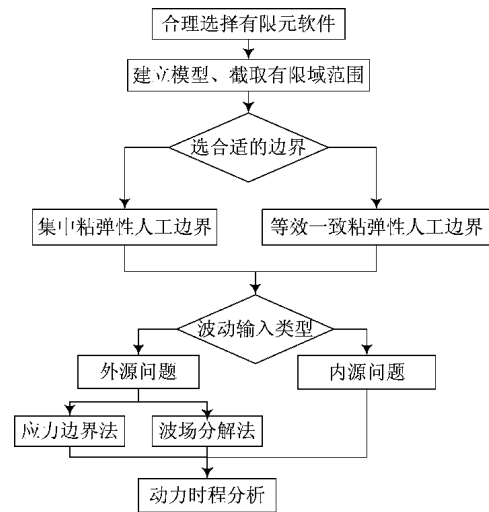 合理选择有限元软件
建立模型、截取有限域范围
选合适的边界
集中粘弹性人工边界
等效一致粘弹性人工边界
波动输入类型
外源问题
内源问题
应力边界法
波场分解法
动力时程分析